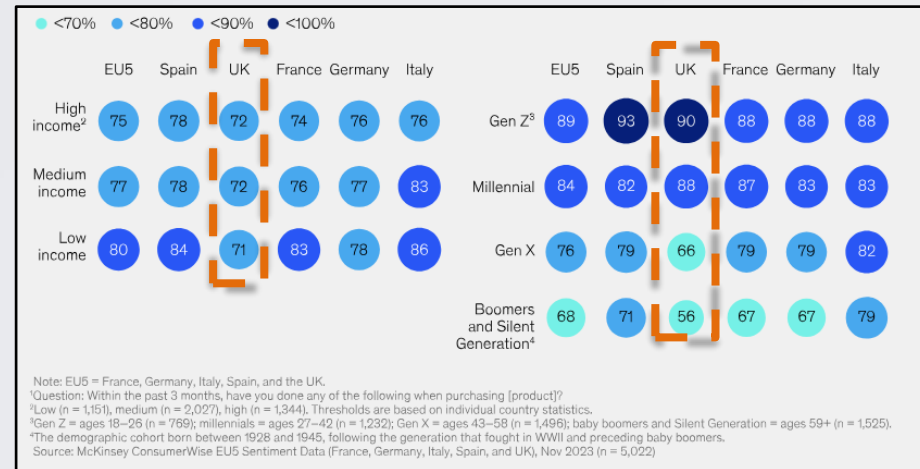 <70% <80% <90% <100%
EU5 Spain UK France Germany Italy
High
income²
75 78 72 74 76 76
Medium
income
77 78 72 76 77 83
Low
income
80 84 71 83 78 86
EU5 Spain UK France Germany Italy
Gen Z³
89 93 90 88 88 88
Millennial
84 82 88 87 83 83
Gen X
76 79 66 79 79 82
Boomers
and Silent
Generation⁴
68 71 56 67 67 79
Note: EU5 = France, Germany, Italy, Spain, and the UK.
¹Question: Within the past 3 months, have you done any of the following when purchasing [product]?
²Low (n = 1,151), medium (n = 2,027), high (n = 1,344). Thresholds are based on individual country statistics.
³Gen Z = ages 18–26 (n = 769); millennials = ages 27–42 (n = 1,232); Gen X = ages 43–58 (n = 1,496); baby boomers and Silent Generation = ages 59+ (n = 1,525).
⁴The demographic cohort born between 1928 and 1945, following the generation that fought in WWII and preceding baby boomers.
Source: McKinsey ConsumerWise EU5 Sentiment Data (France, Germany, Italy, Spain, and UK), Nov 2023 (n = 5,022)